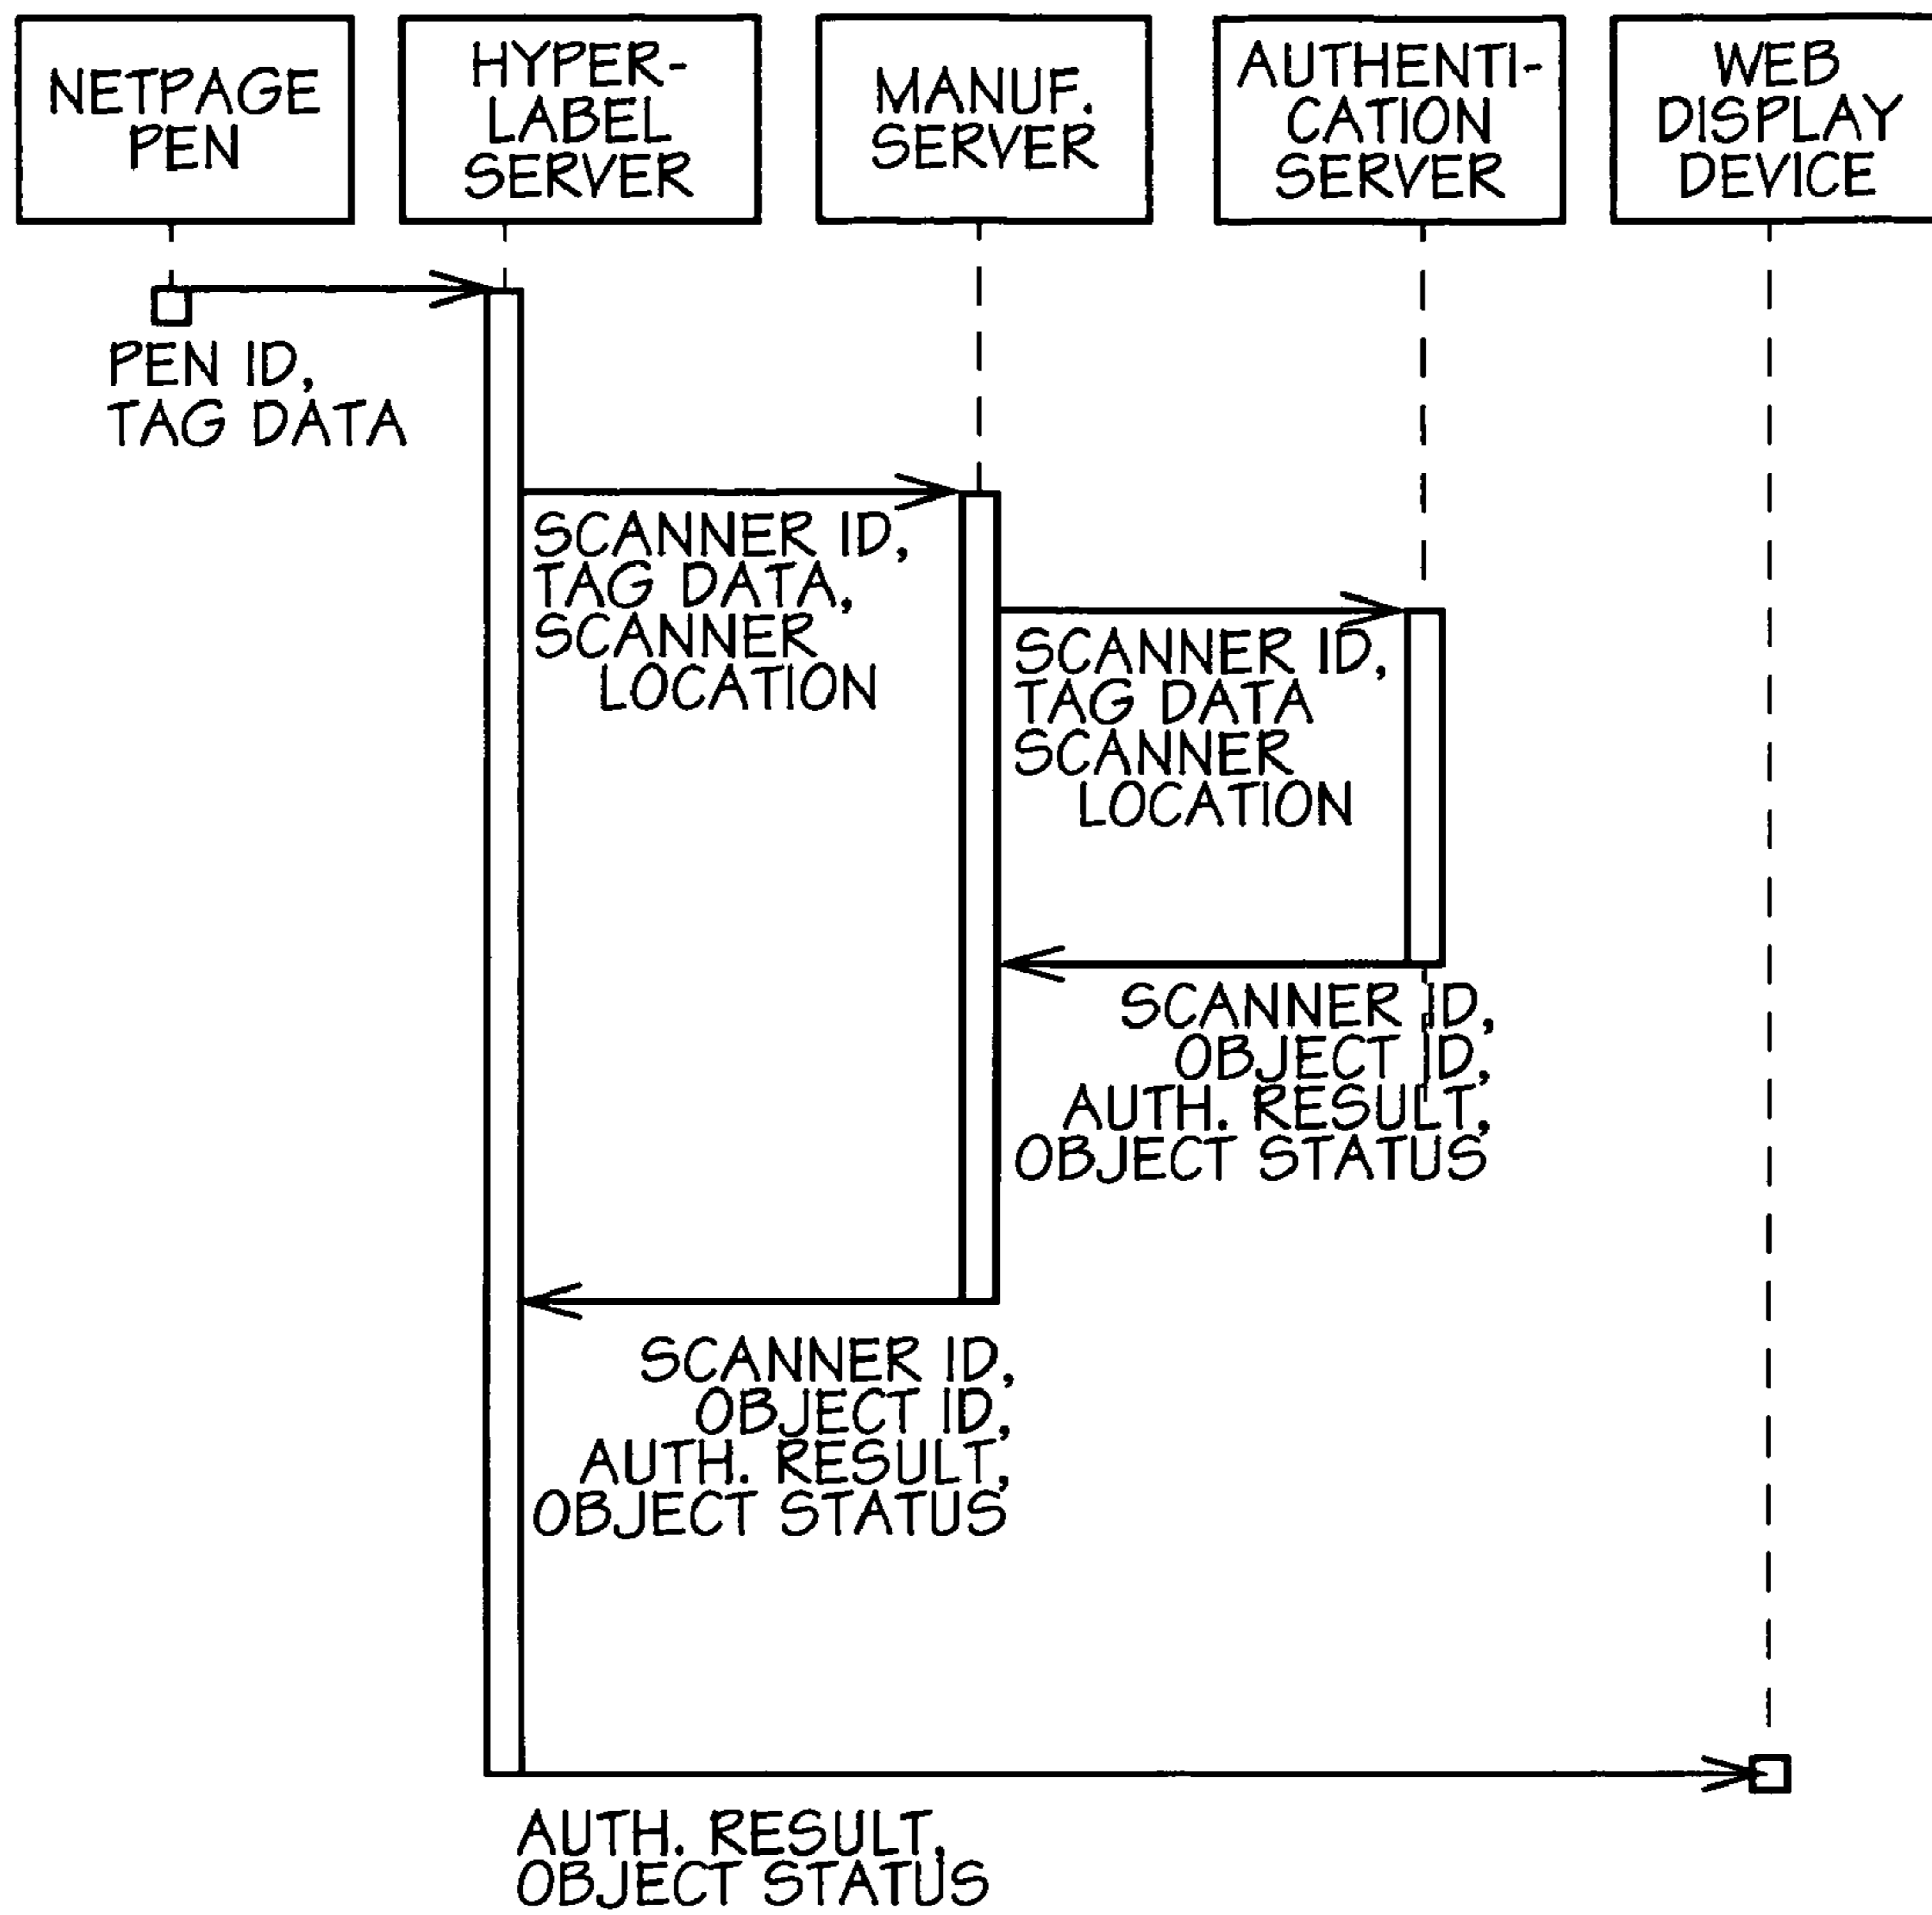 NETPAGE
PEN
HYPER-
LABEL
SERVER
MANUF.
SERVER
AUTHENTI-
CATION
SERVER
WEB
DISPLAY
DEVICE
PEN ID,
TAG DATA
SCANNER ID,
TAG DATA,
SCANNER
LOCATION
SCANNER ID,
TAG DATA
SCANNER
LOCATION
SCANNER ID,
OBJECT ID,
AUTH. RESULT,
OBJECT STATUS
SCANNER ID,
OBJECT ID,
AUTH. RESULT,
OBJECT STATUS
AUTH. RESULT,
OBJECT STATUS